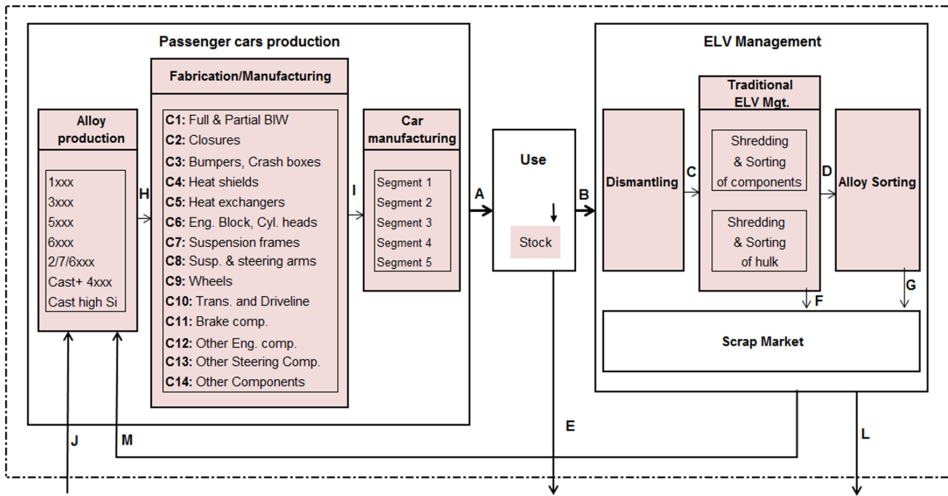 Passenger cars production
Alloy
production
1xxx
3xxx
5xxx
6xxx
2/7/6xxx
Cast+ 4xxx
Cast high Si
H
Fabrication/Manufacturing
C1: Full & Partial BIW
C2: Closures
C3: Bumpers, Crash boxes
C4: Heat shields
C5: Heat exchangers
C6: Eng. Block, Cyl. heads
C7: Suspension frames
C8: Susp. & steering arms
C9: Wheels
C10: Trans. and Driveline
C11: Brake comp.
C12: Other Eng. comp.
C13: Other Steering Comp.
C14: Other Components
I
Car
manufacturing
Segment 1
Segment 2
Segment 3
Segment 4
Segment 5
A
Use
Stock
B
ELV Management
Dismantling
C
Traditional
ELV Mgt.
Shredding
& Sorting
of components
Shredding
& Sorting
of hulk
D
Alloy Sorting
F
G
Scrap Market
J
M
E
L